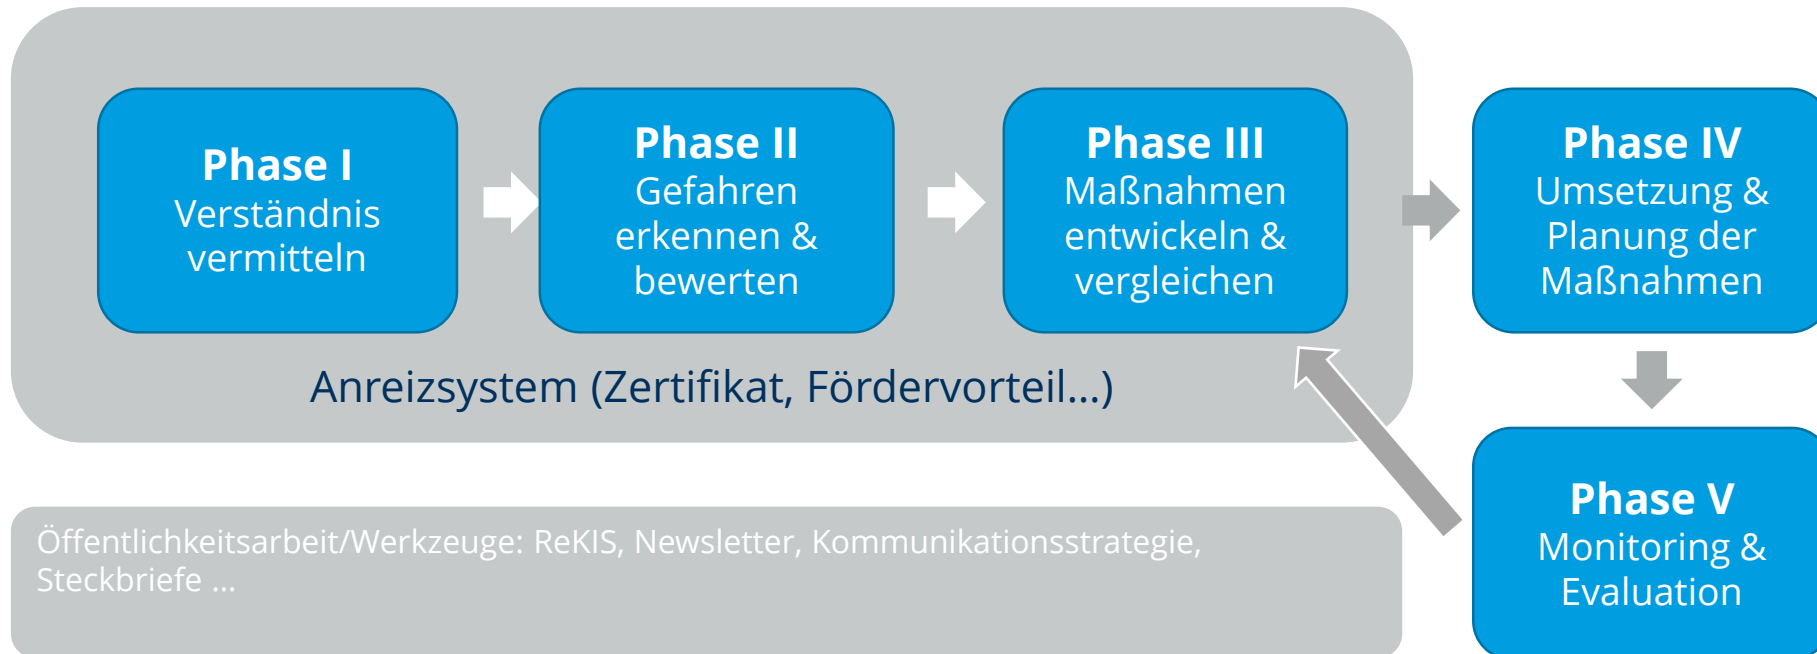 Phase I
Verständnis
vermitteln
Phase II
Gefahren
erkennen &
bewerten
Phase III
Maßnahmen
entwickeln &
vergleichen
Phase IV
Umsetzung &
Planung der
Maßnahmen
Anreizsystem (Zertifikat, Fördervorteil...)
Phase V
Monitoring &
Evaluation
Öffentlichkeitsarbeit/Werkzeuge: ReKIS, Newsletter, Kommunikationsstrategie,
Steckbriefe ...